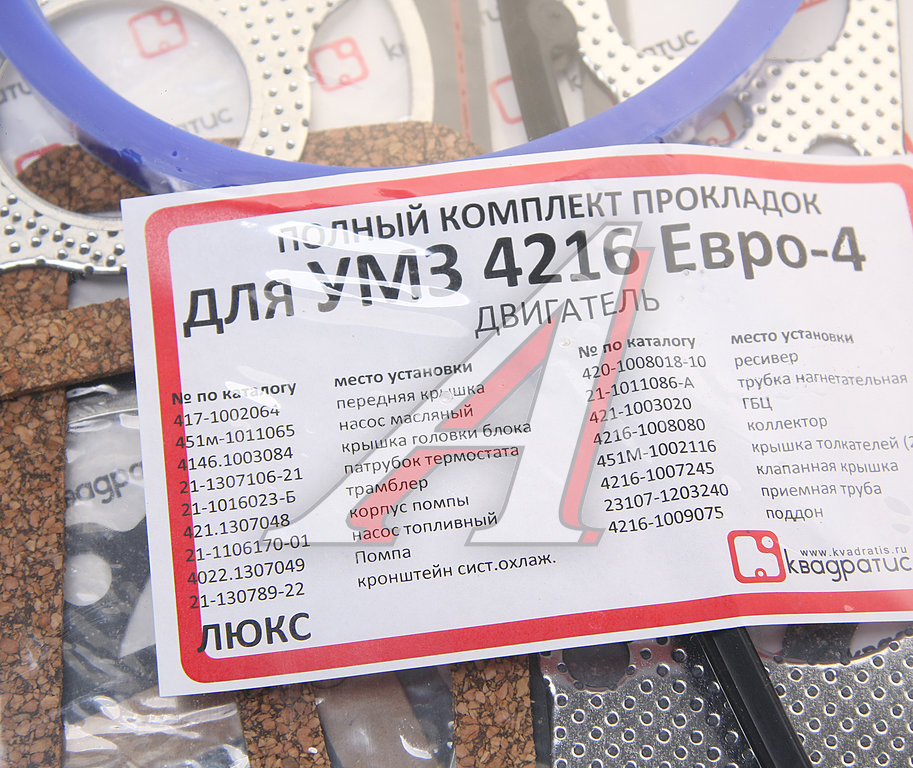 ПОЛНЫЙ КОМПЛЕКТ ПРОКЛАДОК
для УМЗ 4216 Евро-4
ДВИГАТЕЛЬ
№ по каталогу место установки
417-1002064 передняя крышка
451м-1011065 насос масляный
4146.1003084 крышка головки блока
21-1307106-21 патрубок термостата
21-1016023-Б трамблер
421.1307048 корпус помпы
21-1106170-01 насос топливный
4022.1307049 Помпа
21-130789-22 кронштейн сист.охлаж.
№ по каталогу место установки
420-1008018-10 ресивер
21-1011086-А трубка нагнетательная
421-1003020 ГБЦ
4216-1008080 коллектор
451М-1002116 крышка толкателей (2
4216-1007245 клапанная крышка
23107-1203240 приемная труба
4216-1009075 поддон
www.kvadratis.ru
квадратис
ЛЮКС